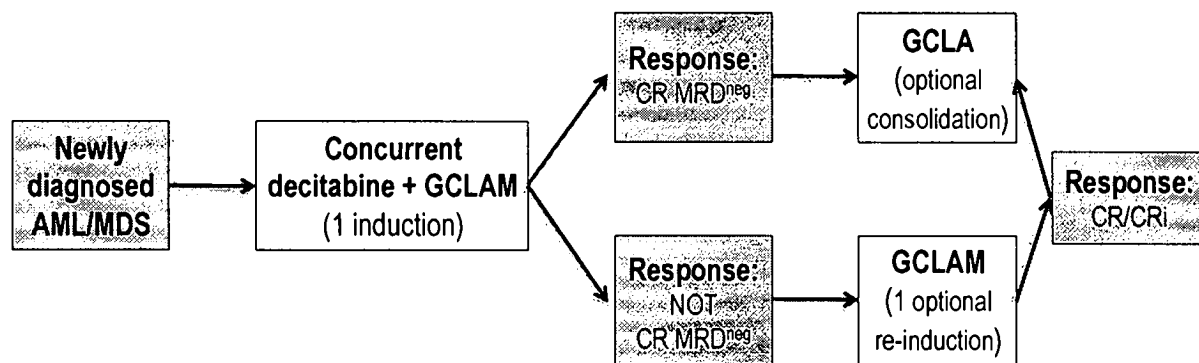 Newly
diagnosed
AML/MDS
Concurrent
decitabine + GCLAM
(1 induction)
Response:
CR MRDⁿᵉᵍ
GCLA
(optional
consolidation)
Response:
NOT
CR MRDⁿᵉᵍ
GCLAM
(1 optional
re-induction)
Response:
CR/CRi